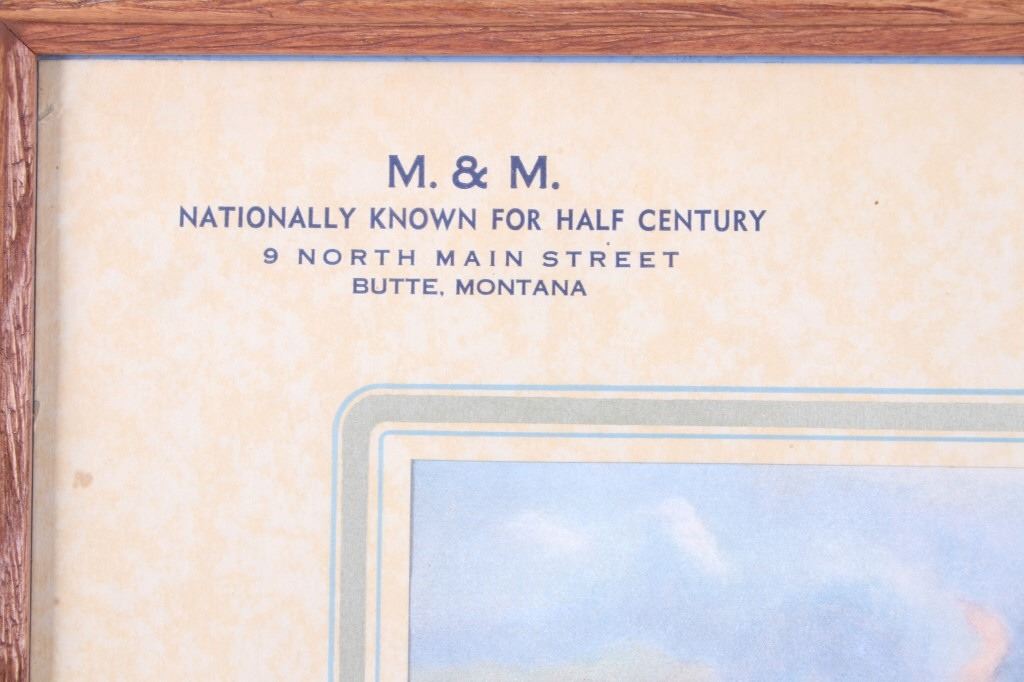 M. & M.
NATIONALLY KNOWN FOR HALF CENTURY
9 NORTH MAIN STREET
BUTTE, MONTANA